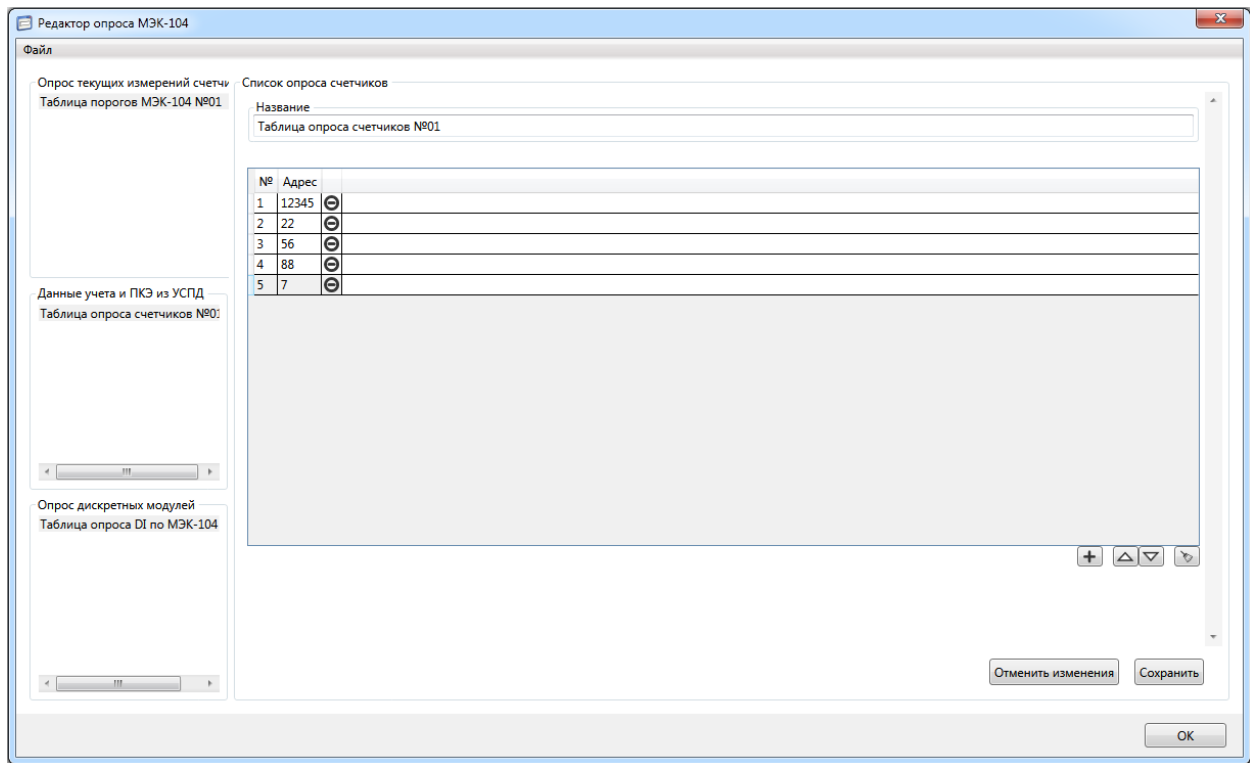 Редактор опроса МЭК-104
Файл
Опрос текущих измерений счетчи
Таблица порогов МЭК-104 №01
Данные учета и ПКЭ из УСПД
Таблица опроса счетчиков №01
Опрос дискретных модулей
Таблица опроса DI по МЭК-104
Список опроса счетчиков
Название
Таблица опроса счетчиков №01
№ Адрес
1 12345
2 22
3 56
4 88
5 7
Отменить изменения Сохранить
OK